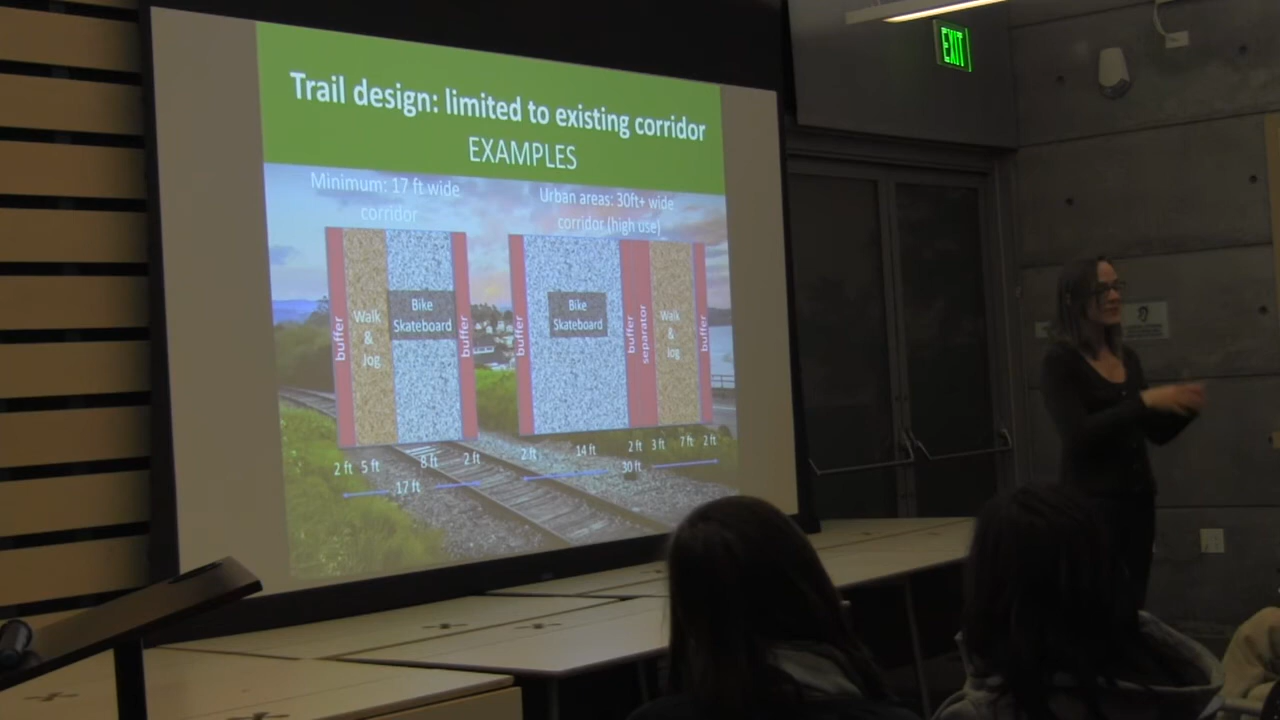 EXIT
Trail design: limited to existing corridor
EXAMPLES
Minimum: 17 ft wide
corridor
buffer
Walk
&
Jog
Bike
Skateboard
buffer
2 ft 5 ft 8 ft 2 ft
17 ft
Urban areas: 30ft+ wide
corridor (high use)
buffer
Bike
Skateboard
buffer
separator
Walk
&
Jog
buffer
2 ft 14 ft 2 ft 3 ft 7 ft 2 ft
30 ft